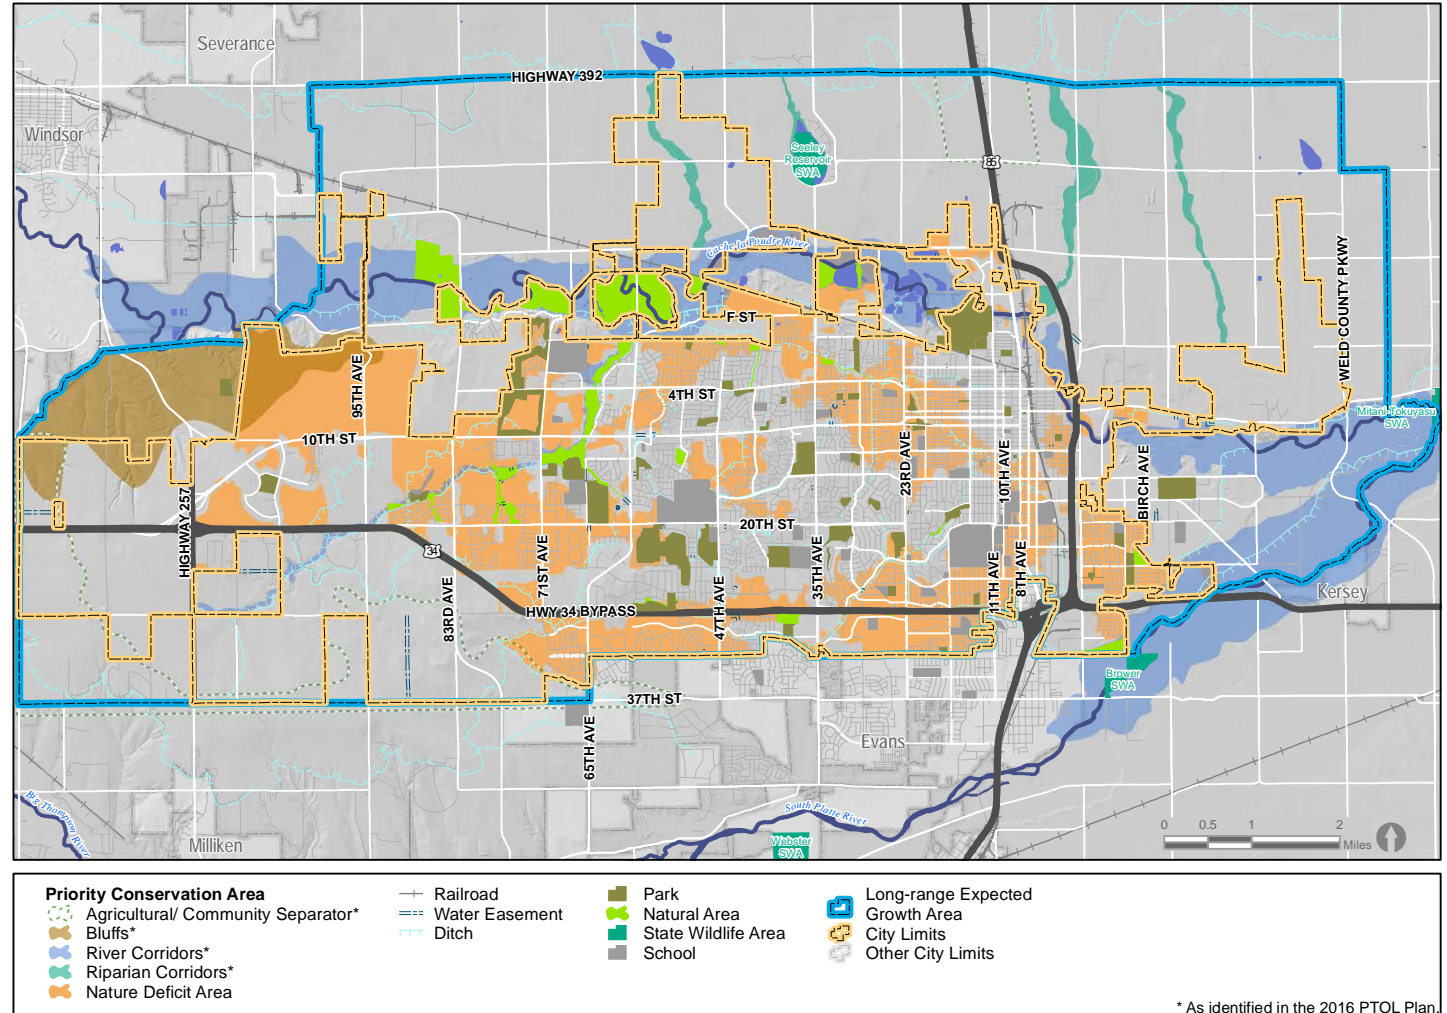 Severance
HIGHWAY 392
Windsor
85
Seeley
Reservoir
SWA
Cache la Poudre River
WELD COUNTY PKWY
F ST
95TH AVE
4TH ST
Mitani-Tokuyasu
SWA
10TH ST
23RD AVE
10TH AVE
BIRCH AVE
HIGHWAY 257
20TH ST
34
71ST AVE
35TH AVE
11TH AVE
8TH AVE
83RD AVE
47TH AVE
HWY 34 BYPASS
Kersey
Brower
SWA
37TH ST
65TH AVE
Evans
Big Thompson River
South Platte River
Milliken
Webster
SWA
0 0.5 1 2
Miles
Priority Conservation Area
Agricultural/ Community Separator*
Bluffs*
River Corridors*
Riparian Corridors*
Nature Deficit Area
Railroad
Water Easement
Ditch
Park
Natural Area
State Wildlife Area
School
Long-range Expected
Growth Area
City Limits
Other City Limits
* As identified in the 2016 PTOL Plan.